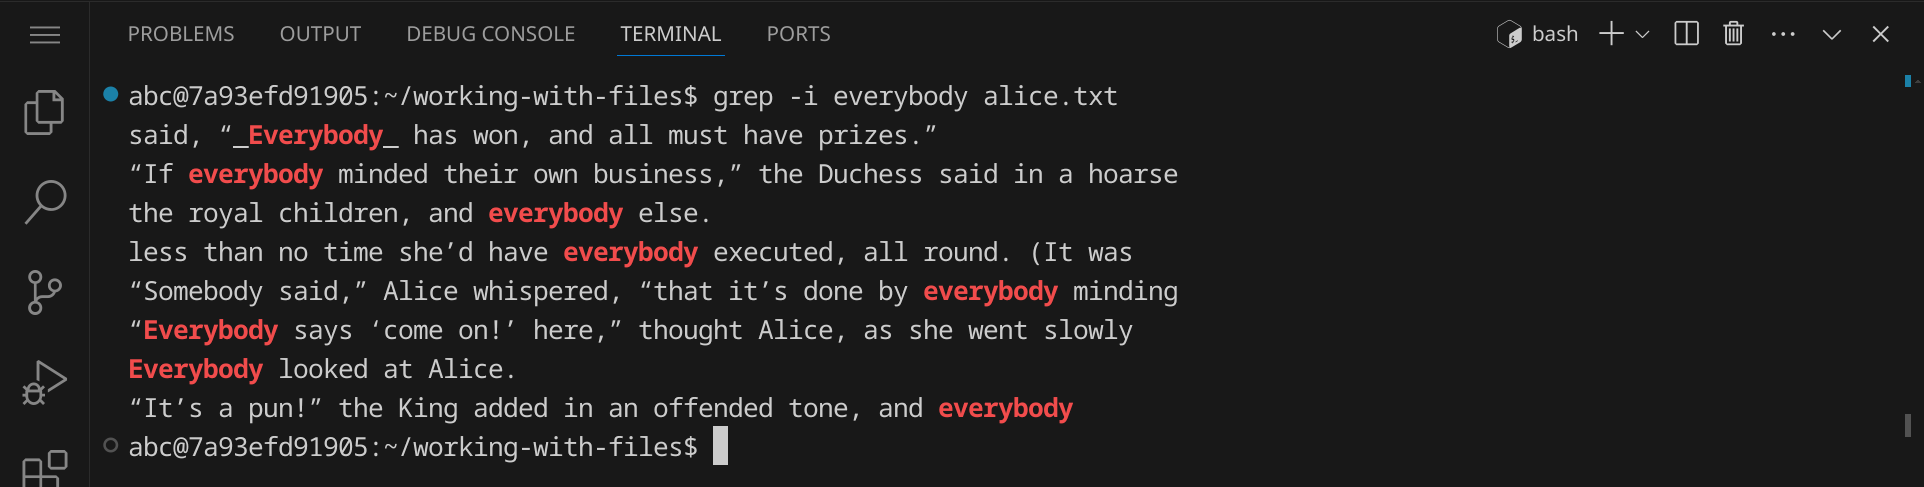 PROBLEMS OUTPUT DEBUG CONSOLE TERMINAL PORTS bash
abc@7a93efd91905:~/working-with-files$ grep -i everybody alice.txt
said, “_Everybody_ has won, and all must have prizes.”
“If everybody minded their own business,” the Duchess said in a hoarse
the royal children, and everybody else.
less than no time she’d have everybody executed, all round. (It was
“Somebody said,” Alice whispered, “that it’s done by everybody minding
“Everybody says ‘come on!’ here,” thought Alice, as she went slowly
Everybody looked at Alice.
“It’s a pun!” the King added in an offended tone, and everybody
abc@7a93efd91905:~/working-with-files$